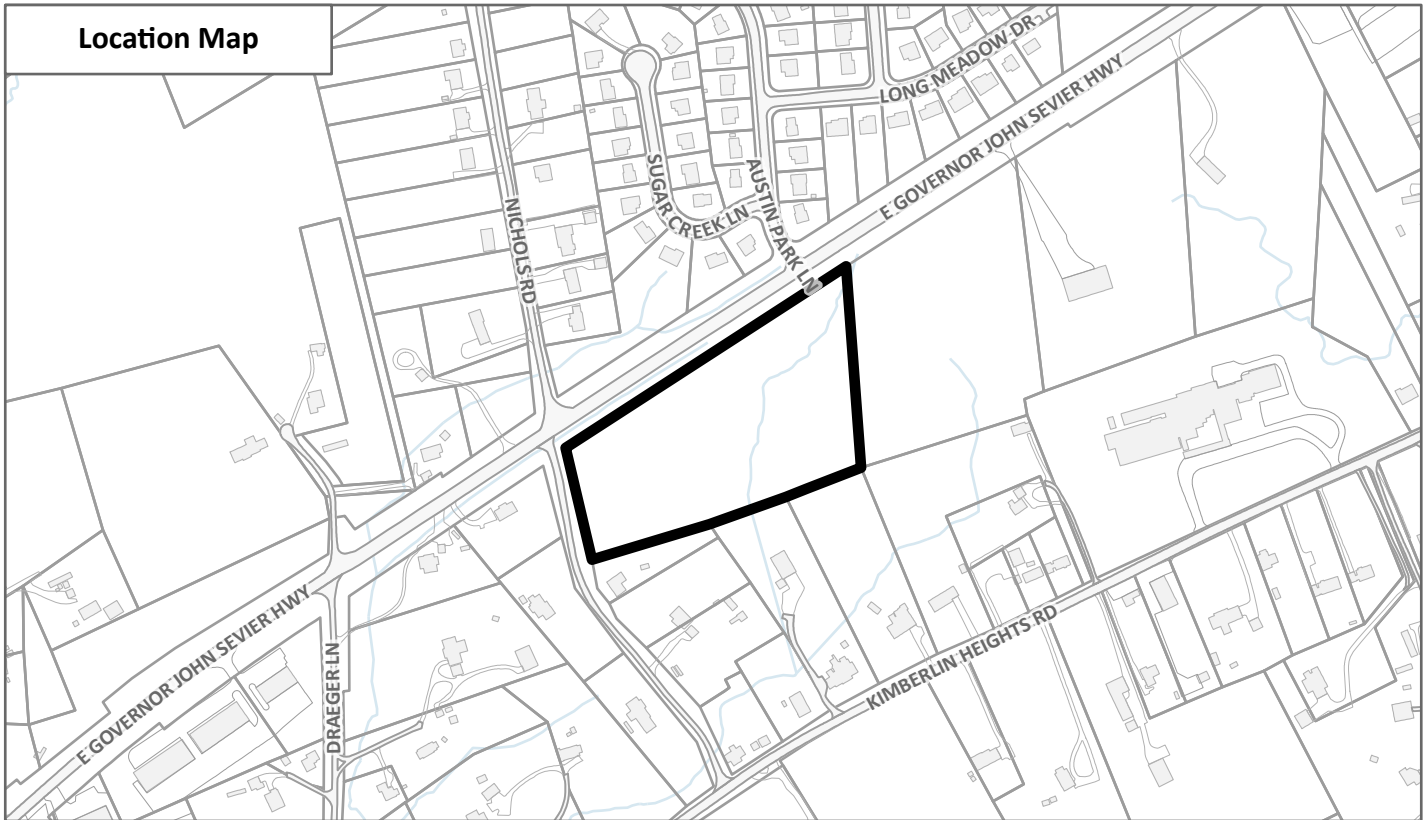 Location Map
LONG MEADOW DR
E GOVERNOR JOHN SEVIER HWY
SUGAR CREEK LN
AUSTIN PARK LN
NICHOLS RD
E GOVERNOR JOHN SEVIER HWY
DRAEGER LN
KIMBERLIN HEIGHTS RD